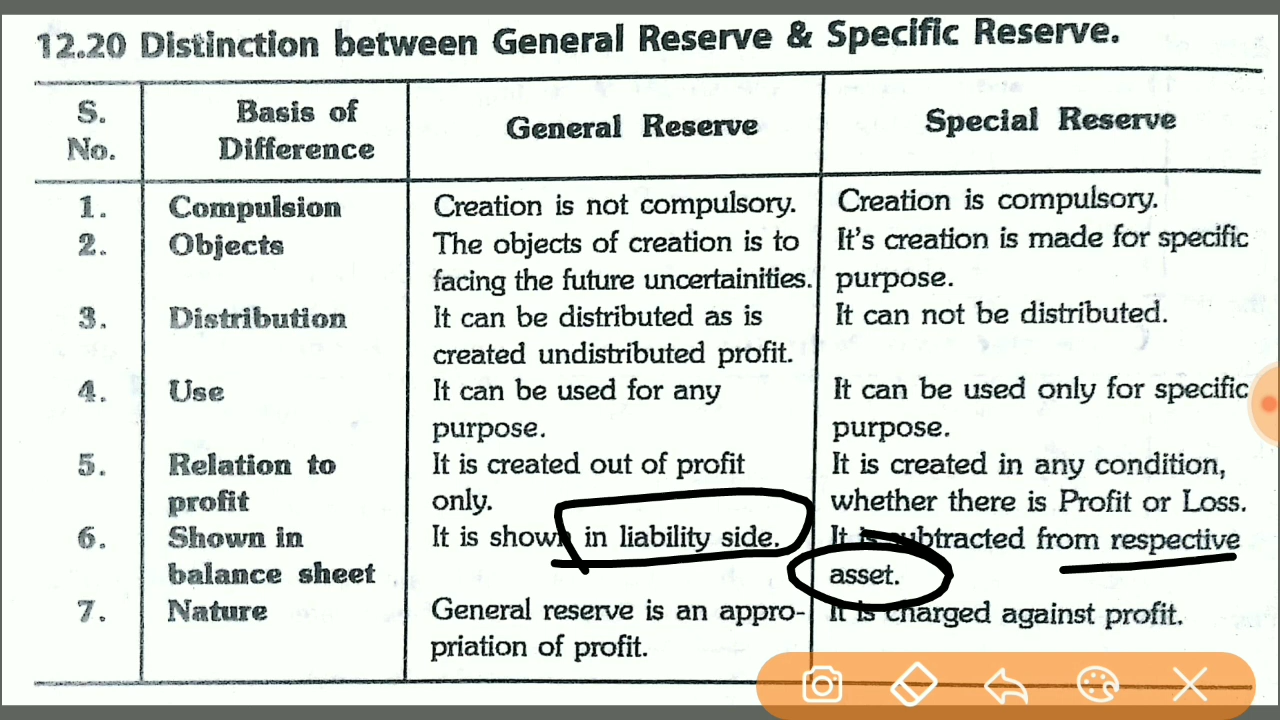 12.20 Distinction between General Reserve & Specific Reserve.
S. No. Basis of Difference General Reserve Special Reserve
1. Compulsion Creation is not compulsory. Creation is compulsory.
2. Objects The objects of creation is to It's creation is made for specific
facing the future uncertainities. purpose.
3. Distribution It can be distributed as is It can not be distributed.
created undistributed profit.
4. Use It can be used for any It can be used only for specific
purpose. purpose.
5. Relation to It is created out of profit It is created in any condition,
profit only. whether there is Profit or Loss.
6. Shown in It is shown in liability side. It is subtracted from respective
balance sheet asset.
7. Nature General reserve is an appro- It is charged against profit.
priation of profit.